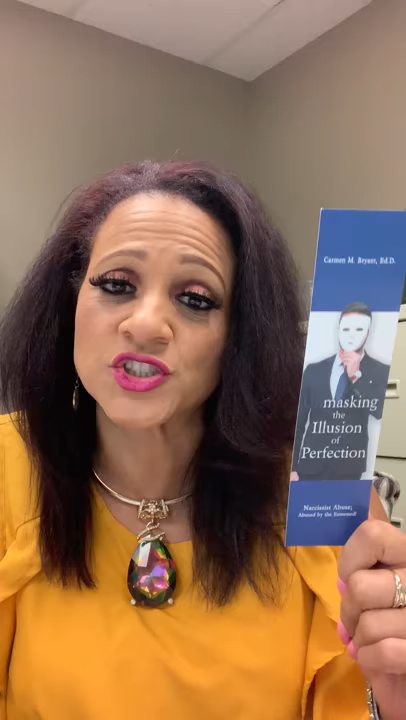 Carmen M. Bryant, Ed.D.
masking
the
Illusion
of
Perfection
Narcissist Abuse;
Abused by the Esteemed!